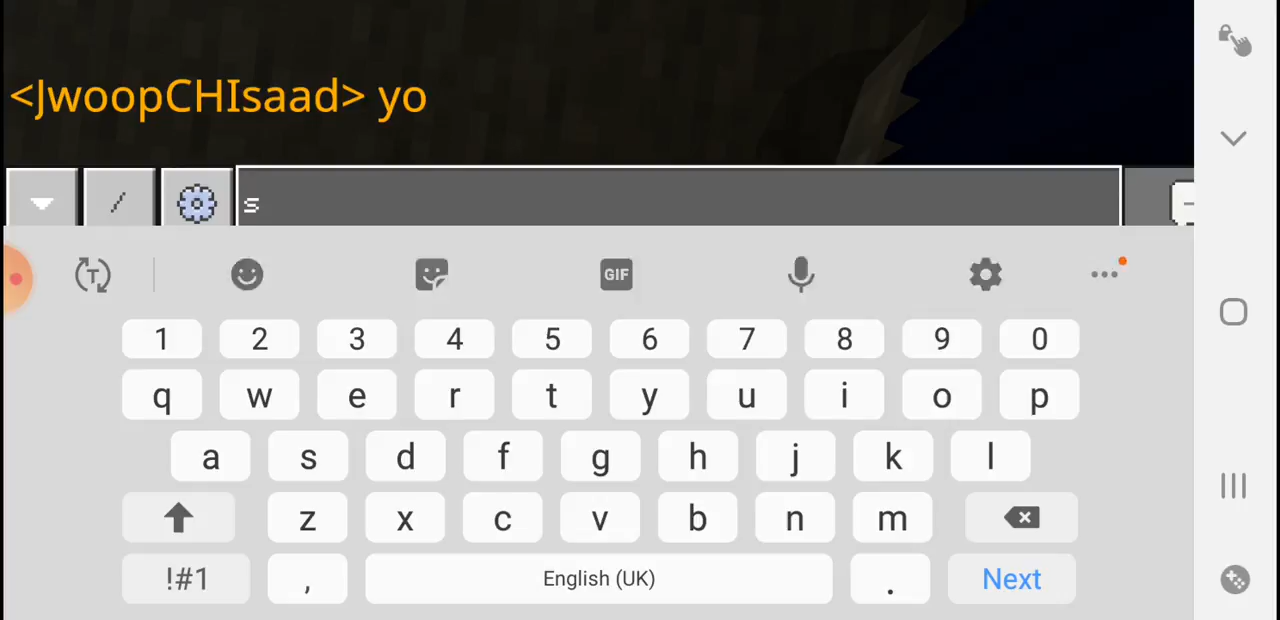 <JwoopCHIsaad> yo
/ s
GIF
1 2 3 4 5 6 7 8 9 0
q w e r t y u i o p
a s d f g h j k l
z x c v b n m
!#1 , English (UK) . Next